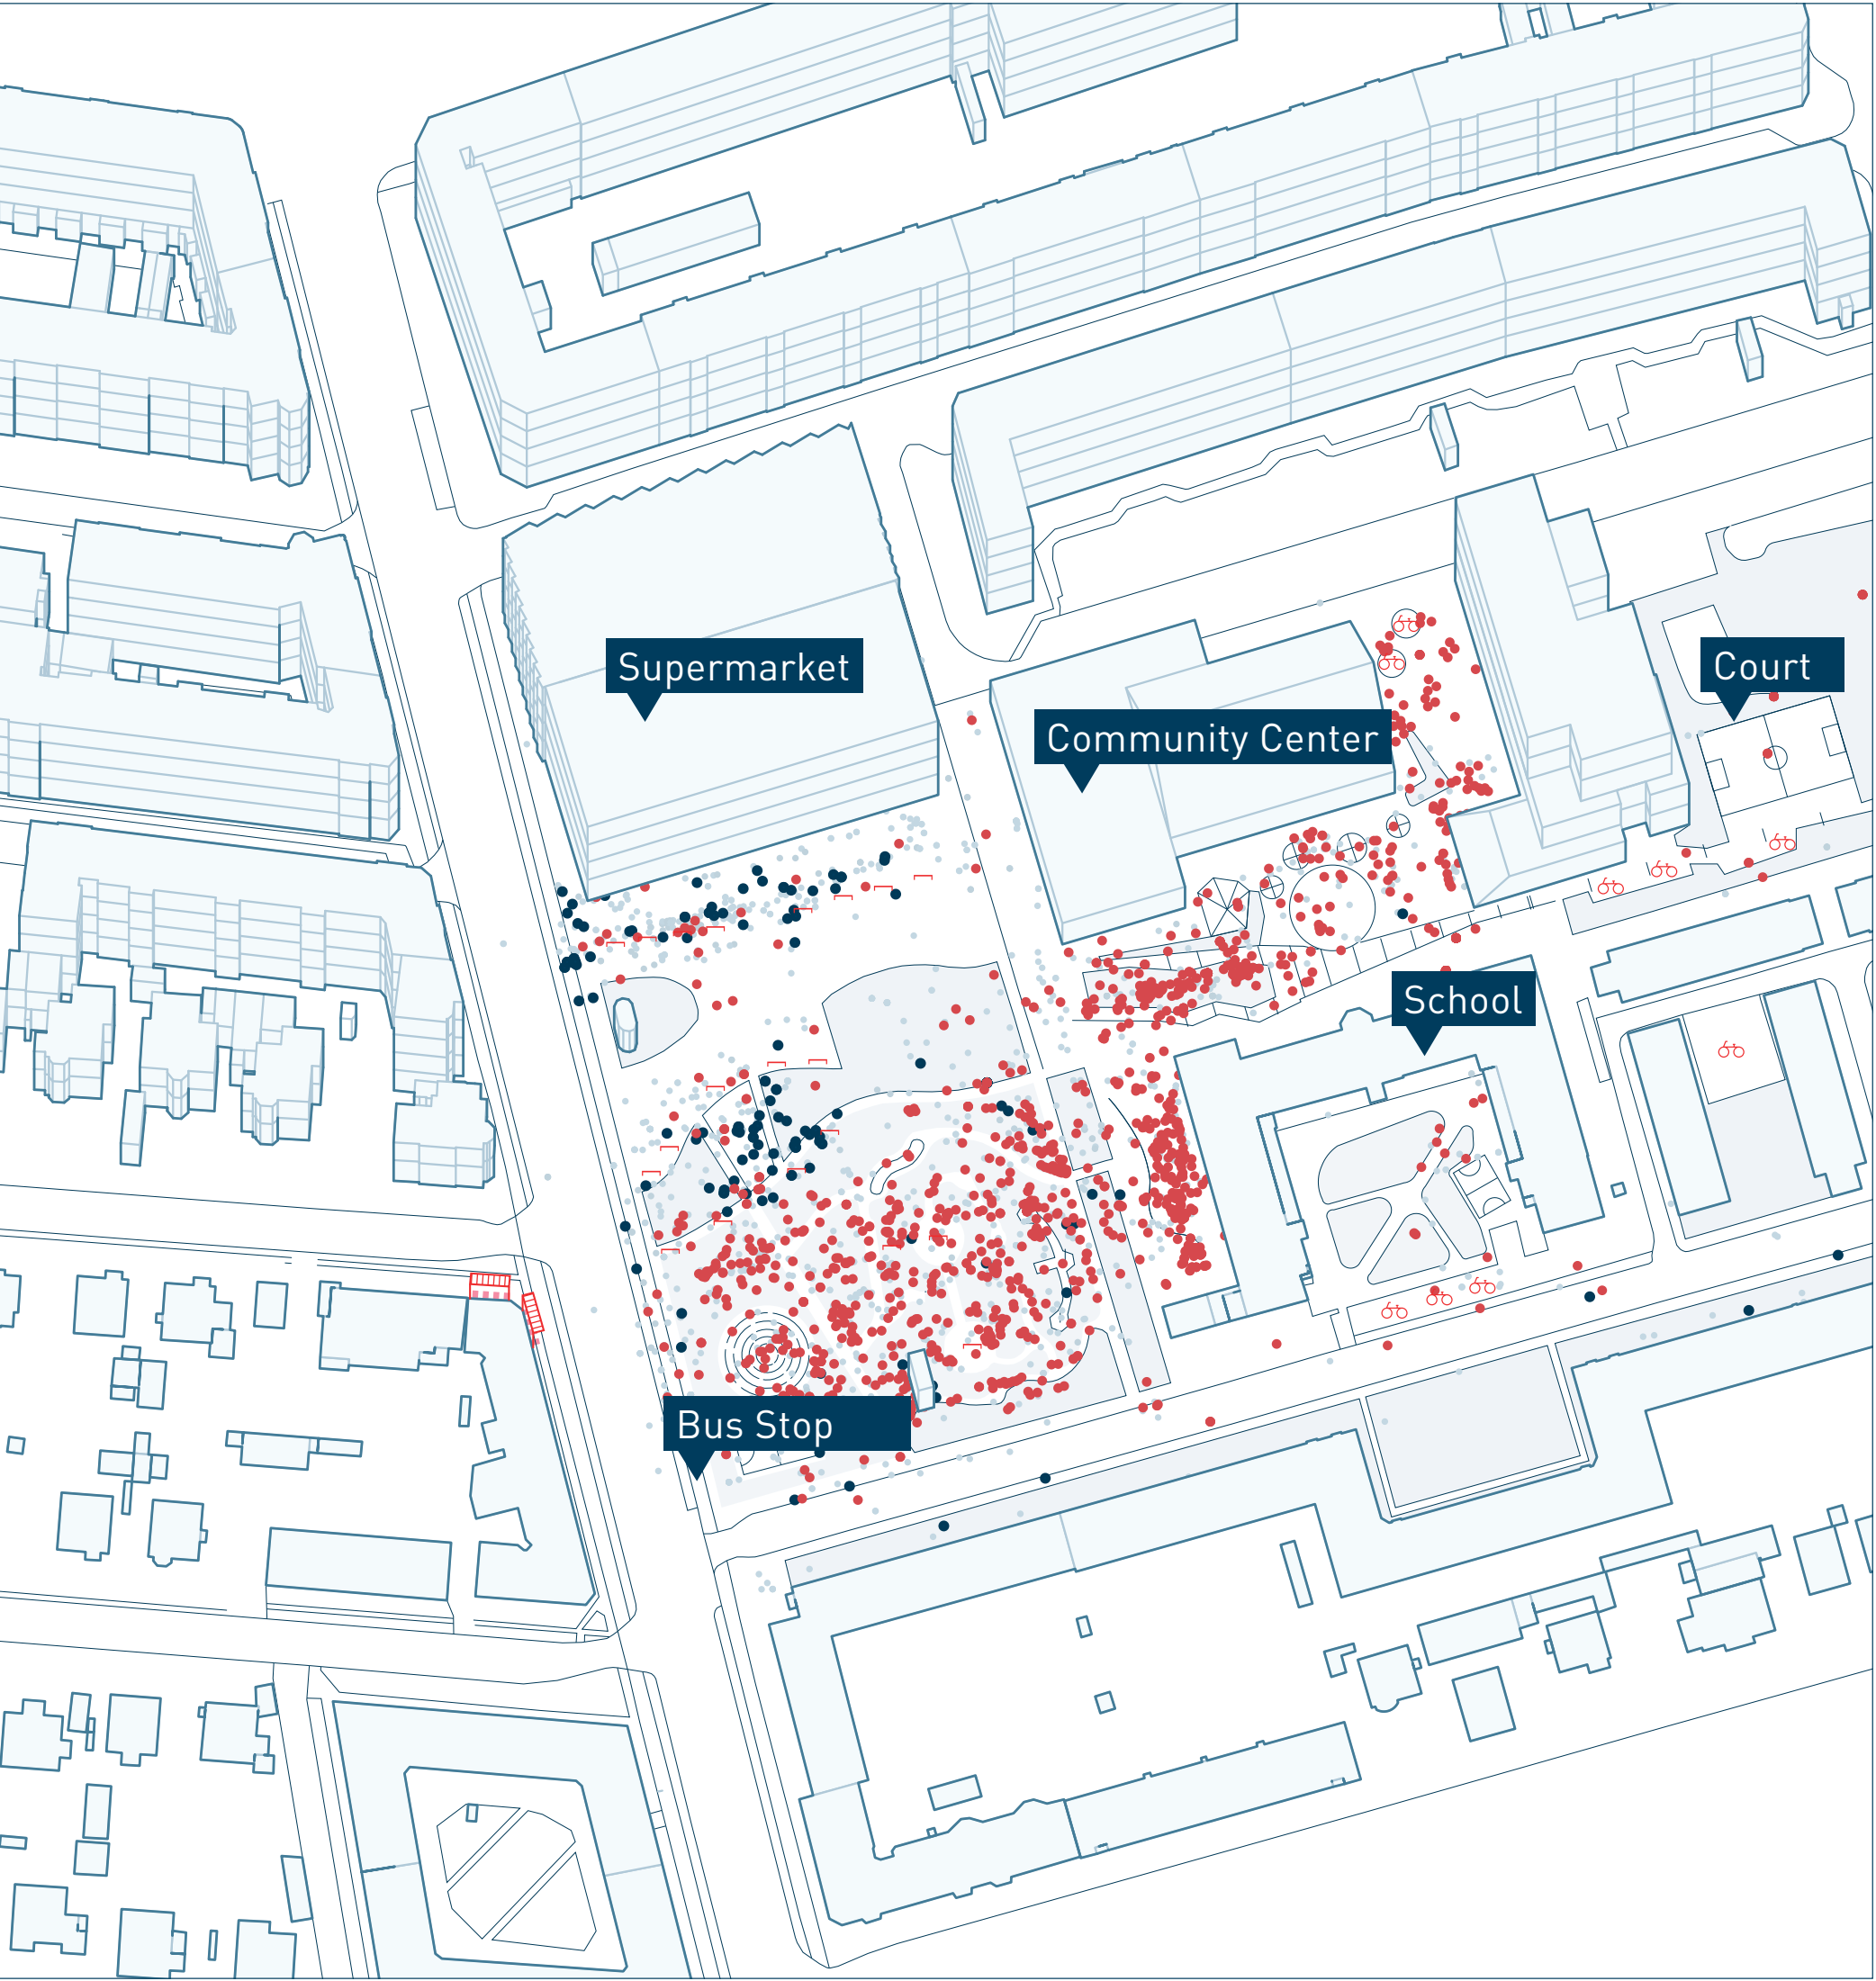 Supermarket
Court
Community Center
School
Bus Stop